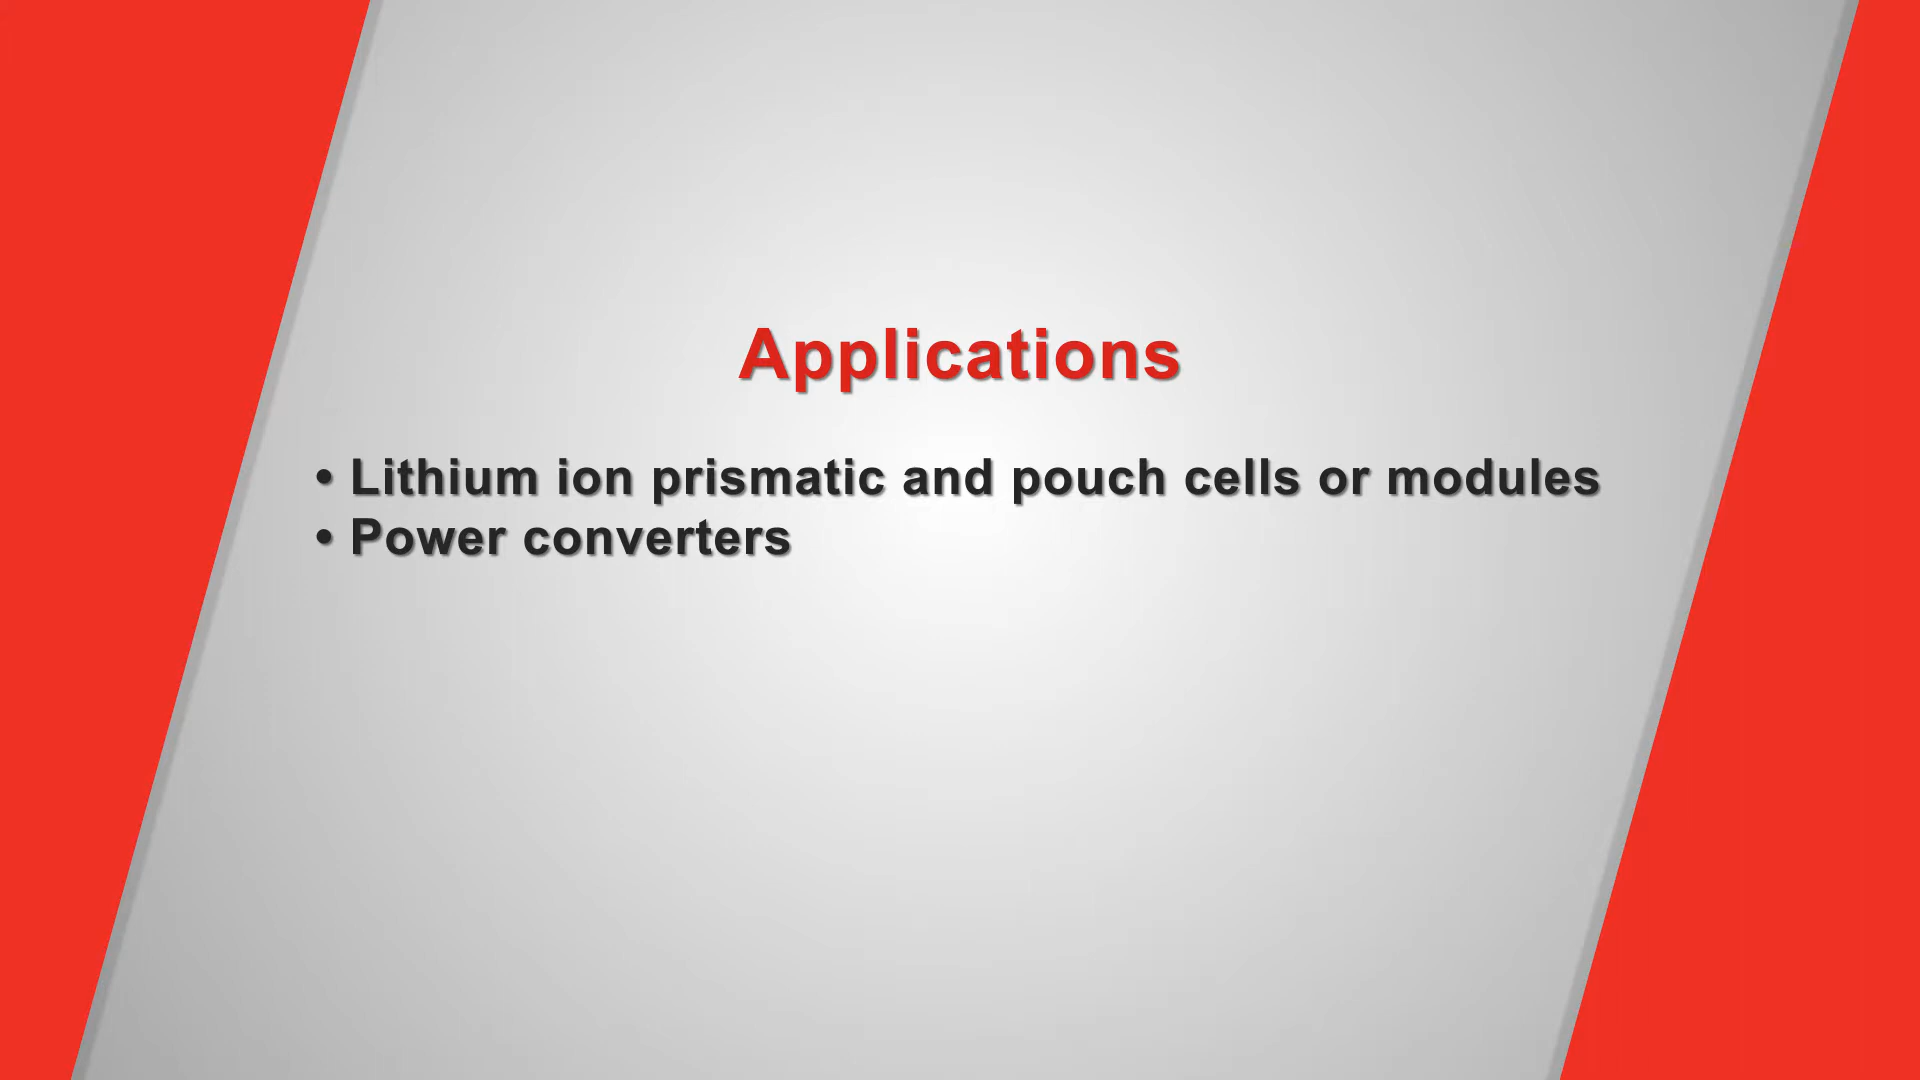 Applications
• Lithium ion prismatic and pouch cells or modules
• Power converters